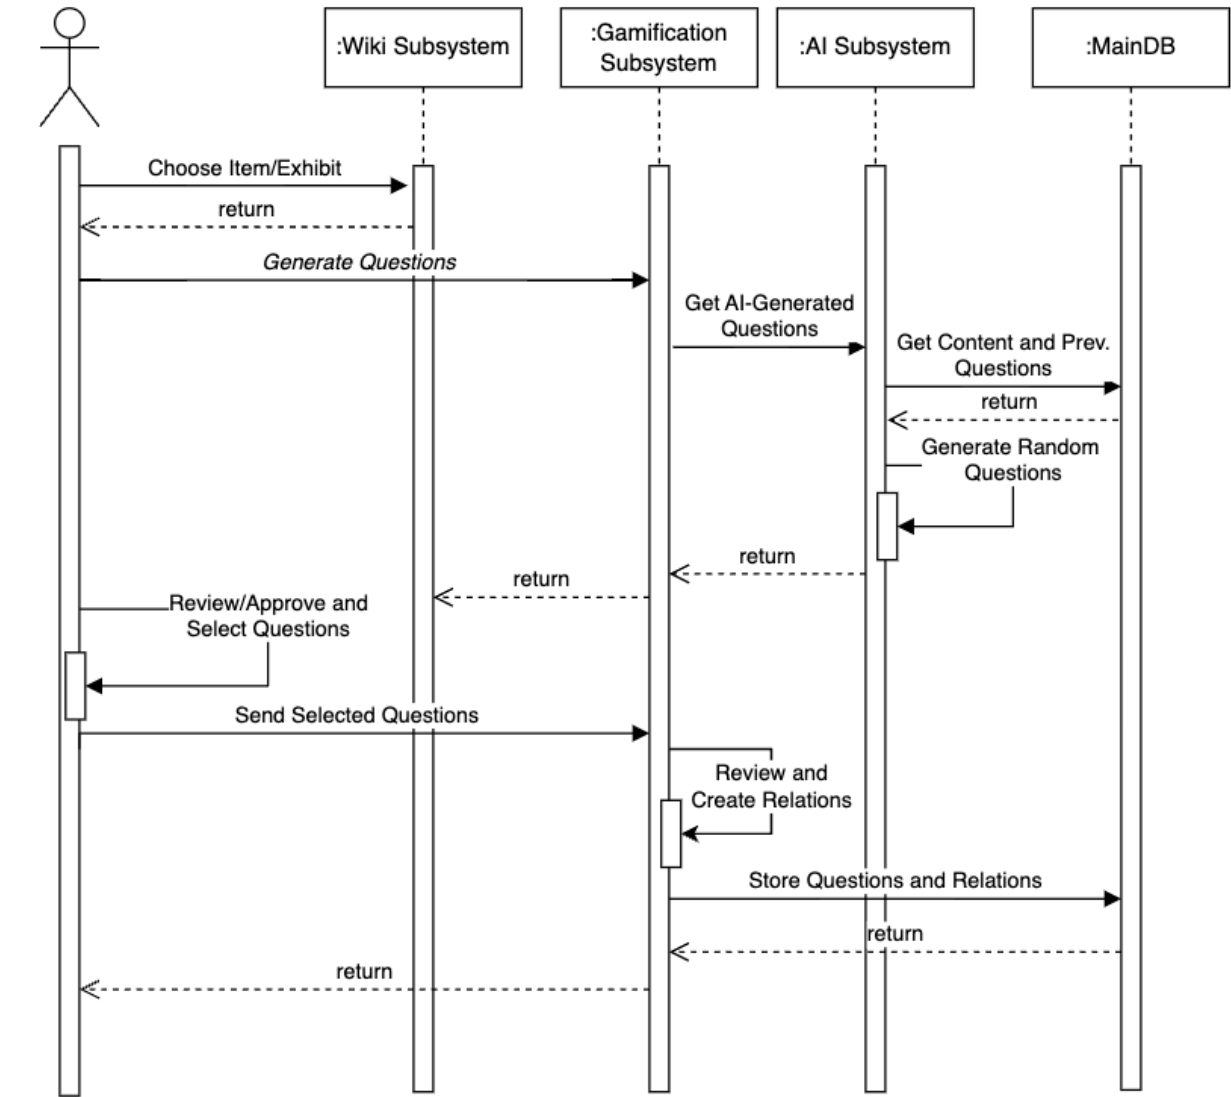 :Wiki Subsystem
:Gamification
Subsystem
:AI Subsystem
:MainDB
Choose Item/Exhibit
return
Generate Questions
Get AI-Generated
Questions
Get Content and Prev.
Questions
return
Generate Random
Questions
return
return
Review/Approve and
Select Questions
Send Selected Questions
Review and
Create Relations
Store Questions and Relations
return
return